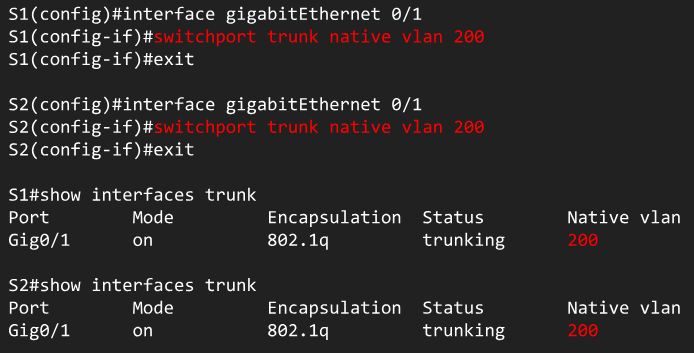 S1(config)#interface gigabitEthernet 0/1
S1(config-if)#switchport trunk native vlan 200
S1(config-if)#exit
S2(config)#interface gigabitEthernet 0/1
S2(config-if)#switchport trunk native vlan 200
S2(config-if)#exit
S1#show interfaces trunk
Port Mode Encapsulation Status Native vlan
Gig0/1 on 802.1q trunking 200
S2#show interfaces trunk
Port Mode Encapsulation Status Native vlan
Gig0/1 on 802.1q trunking 200